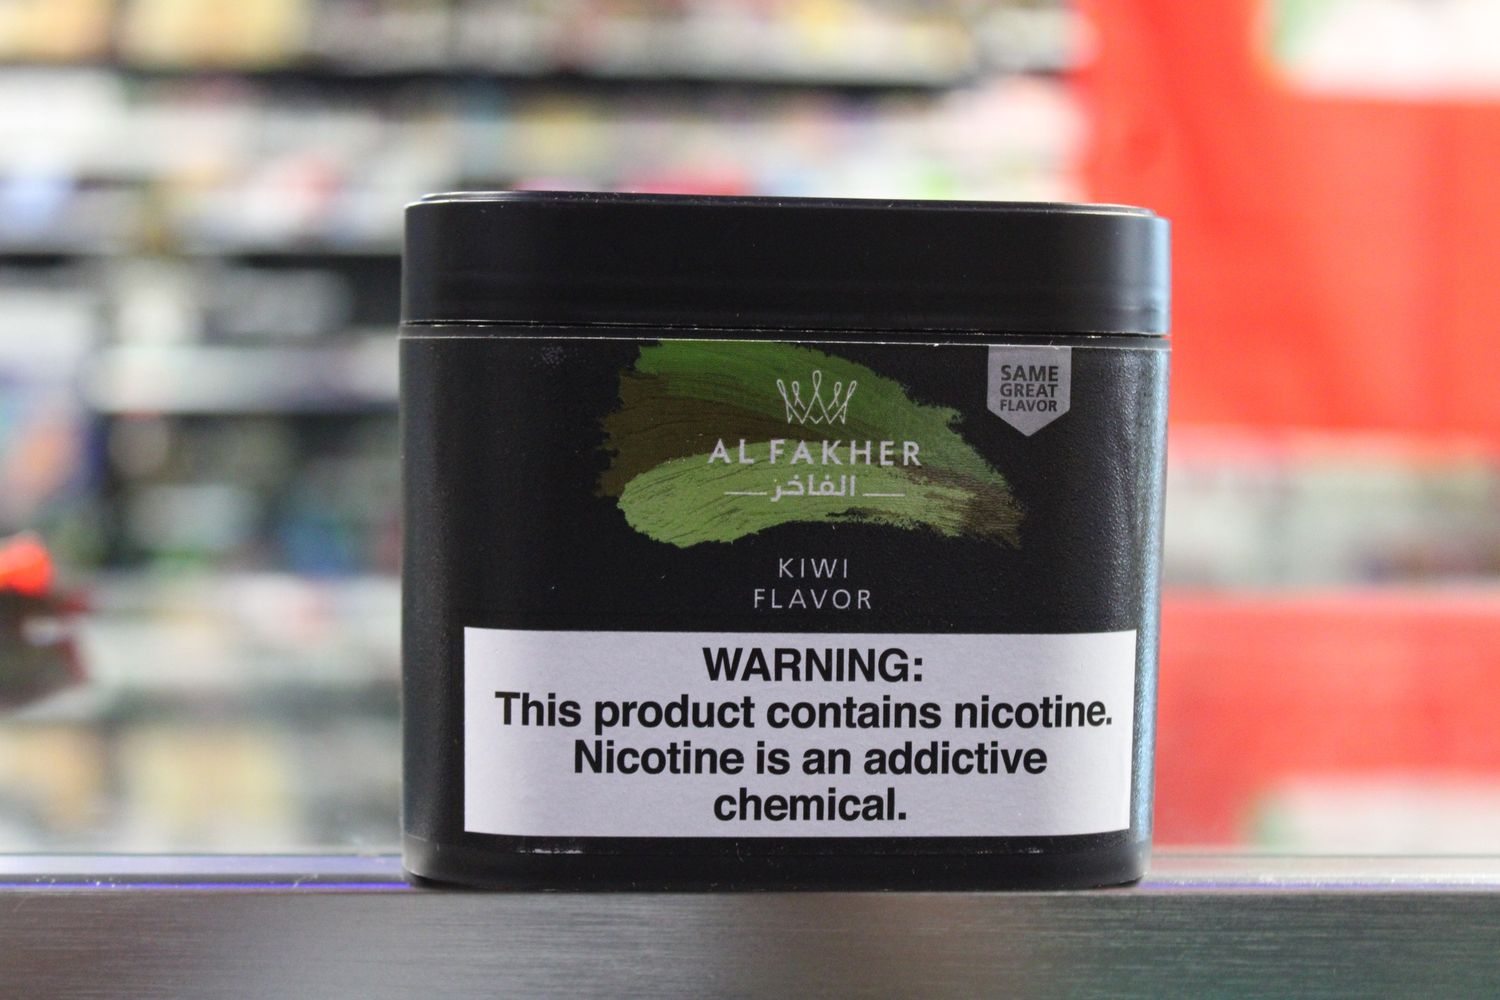 SAME
GREAT
FLAVOR
AL FAKHER
الفاخر
KIWI
FLAVOR
WARNING:
This product contains nicotine.
Nicotine is an addictive
chemical.